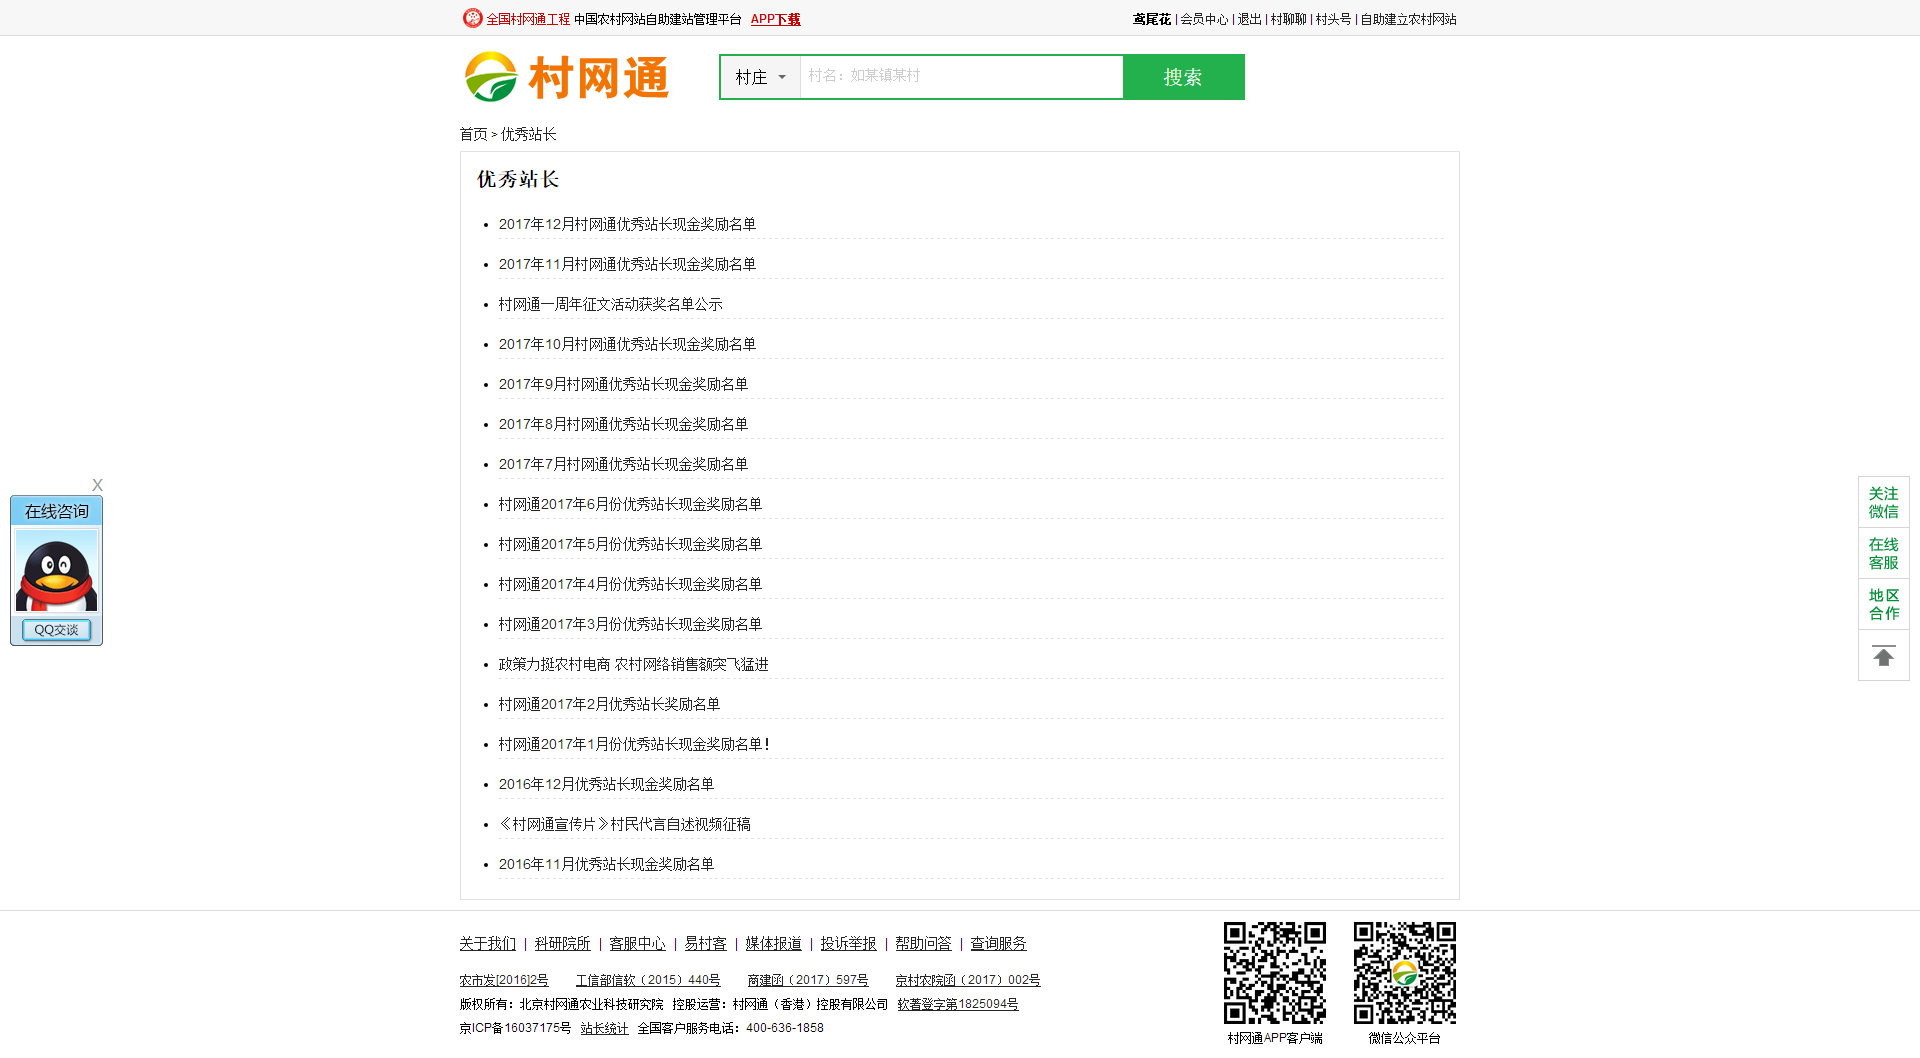 全国村网通工程 中国农村网站自助建站管理平台 APP下载
鸢尾花 | 会员中心 | 退出 | 村聊聊 | 村头号 | 自助建立农村网站
村网通
村庄
村名：如某镇某村
搜索
首页 > 优秀站长
优秀站长
2017年12月村网通优秀站长现金奖励名单
2017年11月村网通优秀站长现金奖励名单
村网通一周年征文活动获奖名单公示
2017年10月村网通优秀站长现金奖励名单
2017年9月村网通优秀站长现金奖励名单
2017年8月村网通优秀站长现金奖励名单
2017年7月村网通优秀站长现金奖励名单
村网通2017年6月份优秀站长现金奖励名单
村网通2017年5月份优秀站长现金奖励名单
村网通2017年4月份优秀站长现金奖励名单
村网通2017年3月份优秀站长现金奖励名单
政策力挺农村电商 农村网络销售额突飞猛进
村网通2017年2月优秀站长奖励名单
村网通2017年1月份优秀站长现金奖励名单！
2016年12月优秀站长现金奖励名单
《村网通宣传片》村民代言自述视频征稿
2016年11月优秀站长现金奖励名单
X
在线咨询
QQ交谈
关注
微信
在线
客服
地区
合作
关于我们 | 科研院所 | 客服中心 | 易村客 | 媒体报道 | 投诉举报 | 帮助问答 | 查询服务
农市发[2016]2号 工信部信软（2015）440号 商建函（2017）597号 京村农院函（2017）002号
版权所有：北京村网通农业科技研究院 控股运营：村网通（香港）控股有限公司 软著登字第1825094号
京ICP备16037175号 站长统计 全国客户服务电话：400-636-1858
村网通APP客户端
微信公众平台